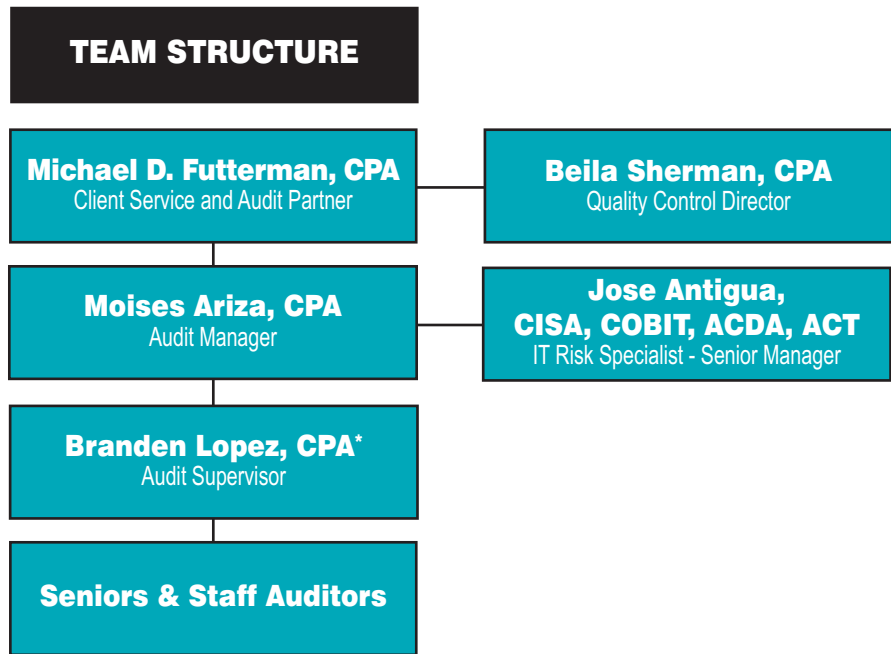 TEAM STRUCTURE
Michael D. Futterman, CPA
Client Service and Audit Partner
Beila Sherman, CPA
Quality Control Director
Moises Ariza, CPA
Audit Manager
Jose Antigua,
CISA, COBIT, ACDA, ACT
IT Risk Specialist - Senior Manager
Branden Lopez, CPA*
Audit Supervisor
Seniors & Staff Auditors